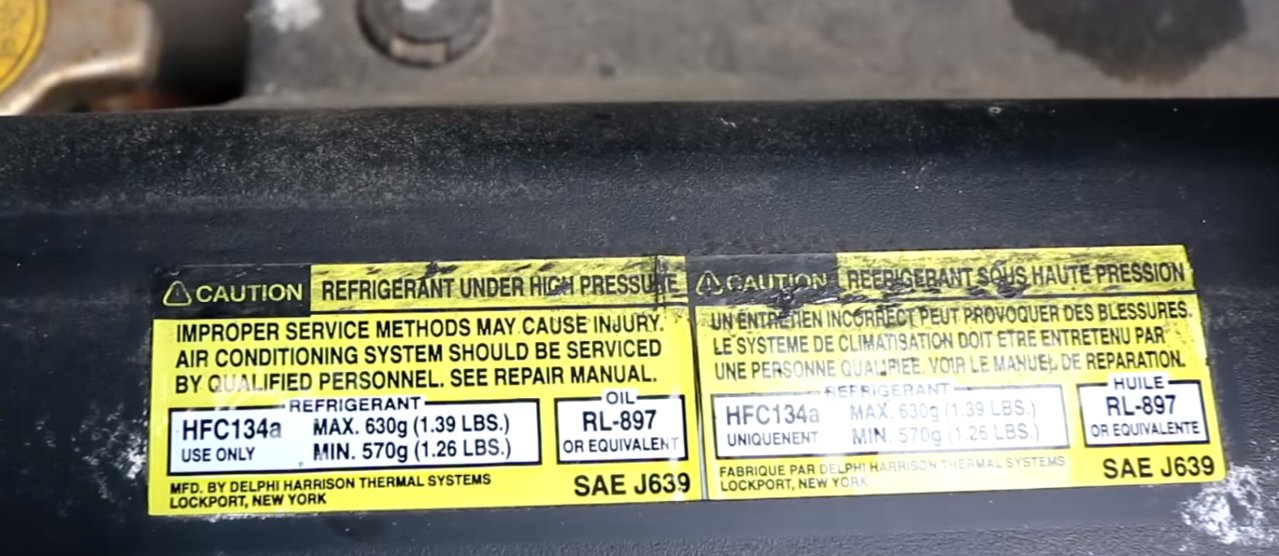 CAUTION REFRIGERANT UNDER HIGH PRESSURE
IMPROPER SERVICE METHODS MAY CAUSE INJURY.
AIR CONDITIONING SYSTEM SHOULD BE SERVICED
BY QUALIFIED PERSONNEL. SEE REPAIR MANUAL.
REFRIGERANT
HFC134a MAX. 630g (1.39 LBS.)
USE ONLY MIN. 570g (1.26 LBS.)
OIL
RL-897
OR EQUIVALENT
MFD. BY DELPHI HARRISON THERMAL SYSTEMS
LOCKPORT, NEW YORK
SAE J639
CAUTION REFRIGERANT SOUS HAUTE PRESSION
UN ENTRETIEN INCORRECT PEUT PROVOQUER DES BLESSURES.
LE SYSTEME DE CLIMATISATION DOIT ETRE ENTRETENU PAR
UNE PERSONNE QUALIFIEE. VOIR LE MANUEL DE REPARATION.
REFRIGERANT
HFC134a MAX. 630g (1.39 LBS.)
UNIQUENENT MIN. 570g (1.26 LBS.)
HUILE
RL-897
OR EQUIVALENTE
FABRIQUE PAR DELPHI HARRISON THERMAL SYSTEMS
LOCKPORT, NEW YORK
SAE J639